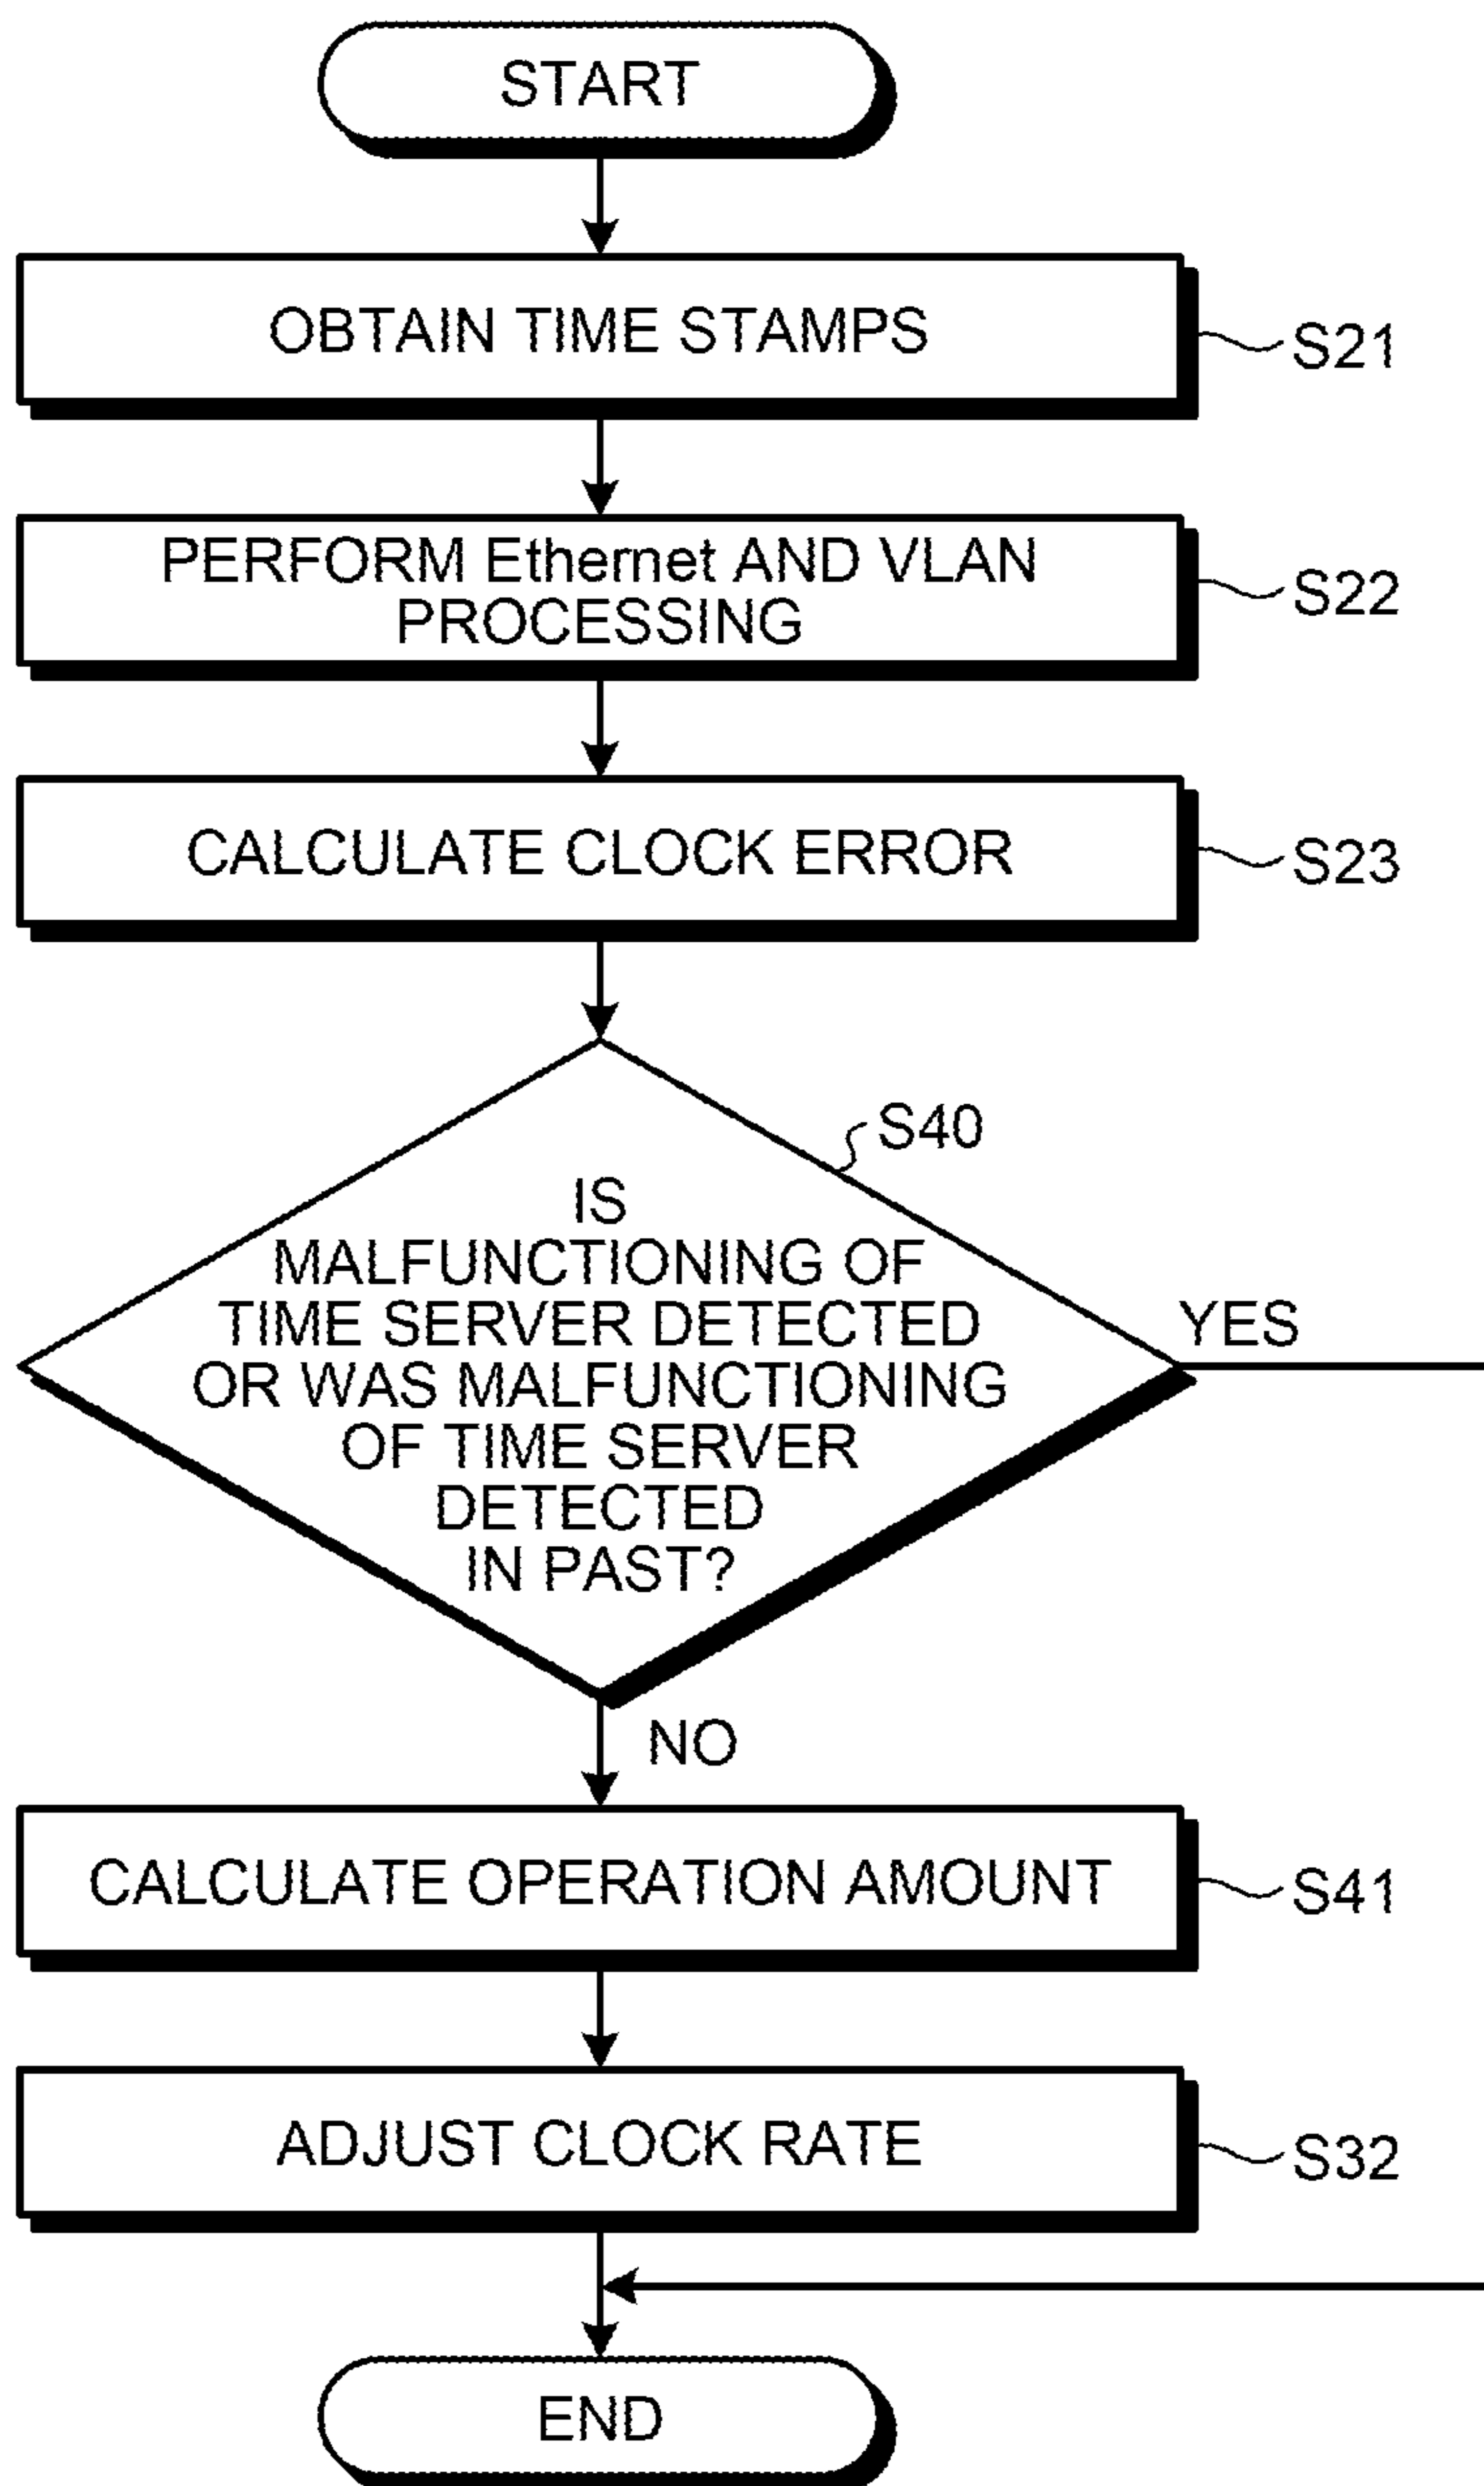 START
OBTAIN TIME STAMPS
S21
PERFORM Ethernet AND VLAN
PROCESSING
S22
CALCULATE CLOCK ERROR
S23
S40
IS
MALFUNCTIONING OF
TIME SERVER DETECTED
OR WAS MALFUNCTIONING
OF TIME SERVER
DETECTED
IN PAST?
YES
NO
CALCULATE OPERATION AMOUNT
S41
ADJUST CLOCK RATE
S32
END